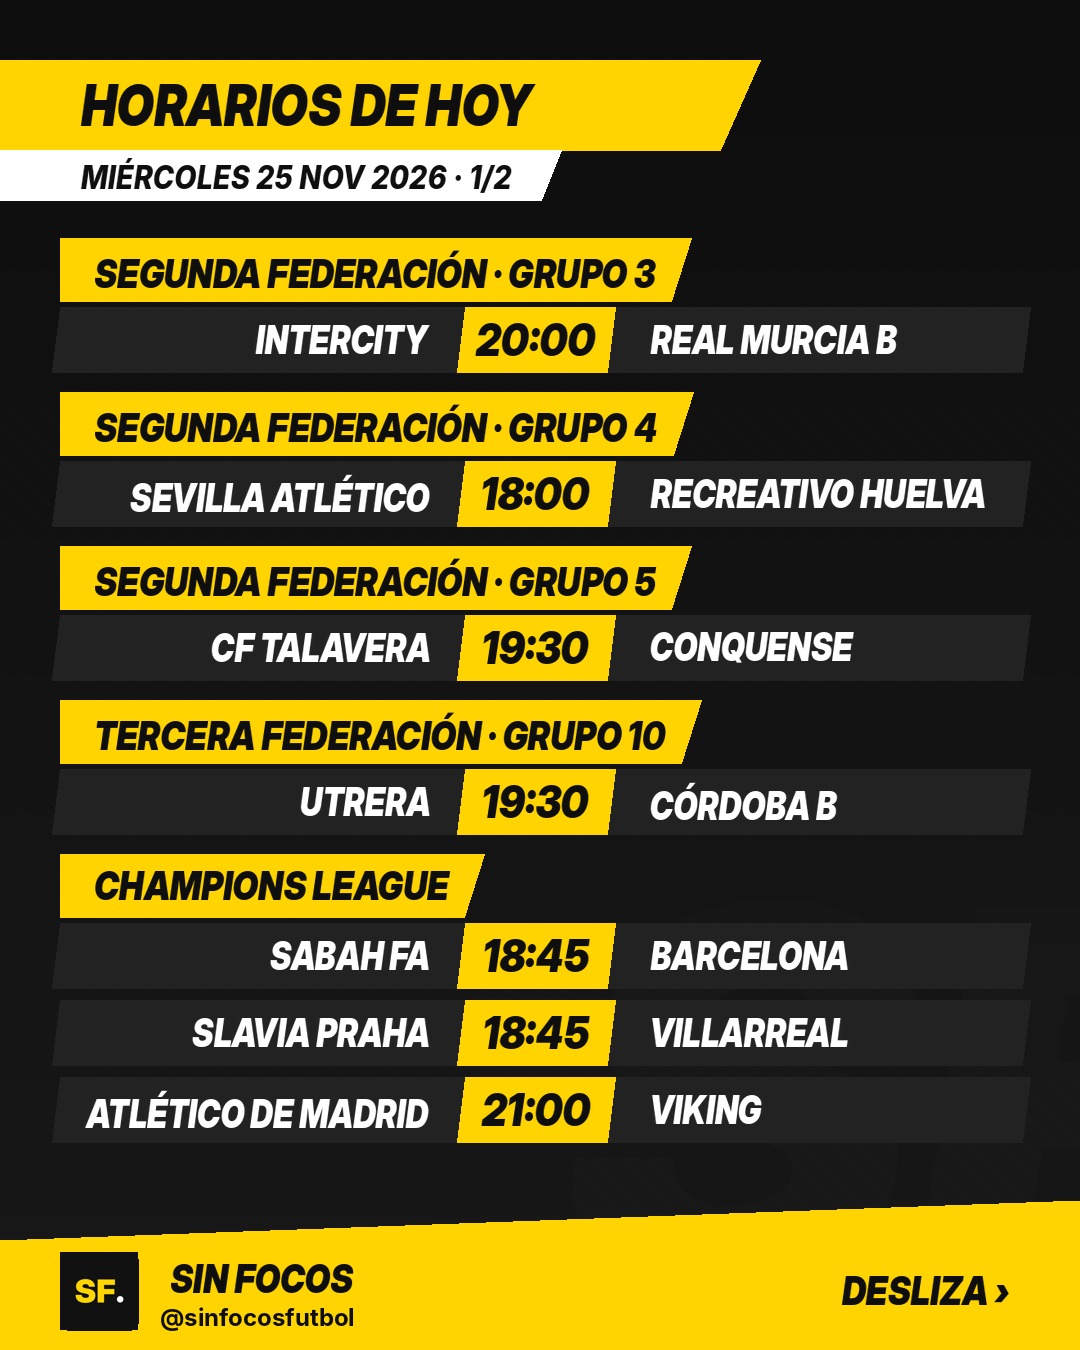 HORARIOS DE HOY
MIÉRCOLES 25 NOV 2026 · 1/2
SEGUNDA FEDERACIÓN · GRUPO 3
INTERCITY 20:00 REAL MURCIA B
SEGUNDA FEDERACIÓN · GRUPO 4
SEVILLA ATLÉTICO 18:00 RECREATIVO HUELVA
SEGUNDA FEDERACIÓN · GRUPO 5
CF TALAVERA 19:30 CONQUENSE
TERCERA FEDERACIÓN · GRUPO 10
UTRERA 19:30 CÓRDOBA B
CHAMPIONS LEAGUE
SABAH FA 18:45 BARCELONA
SLAVIA PRAHA 18:45 VILLARREAL
ATLÉTICO DE MADRID 21:00 VIKING
SF.
SIN FOCOS
@sinfocosfutbol
DESLIZA ›